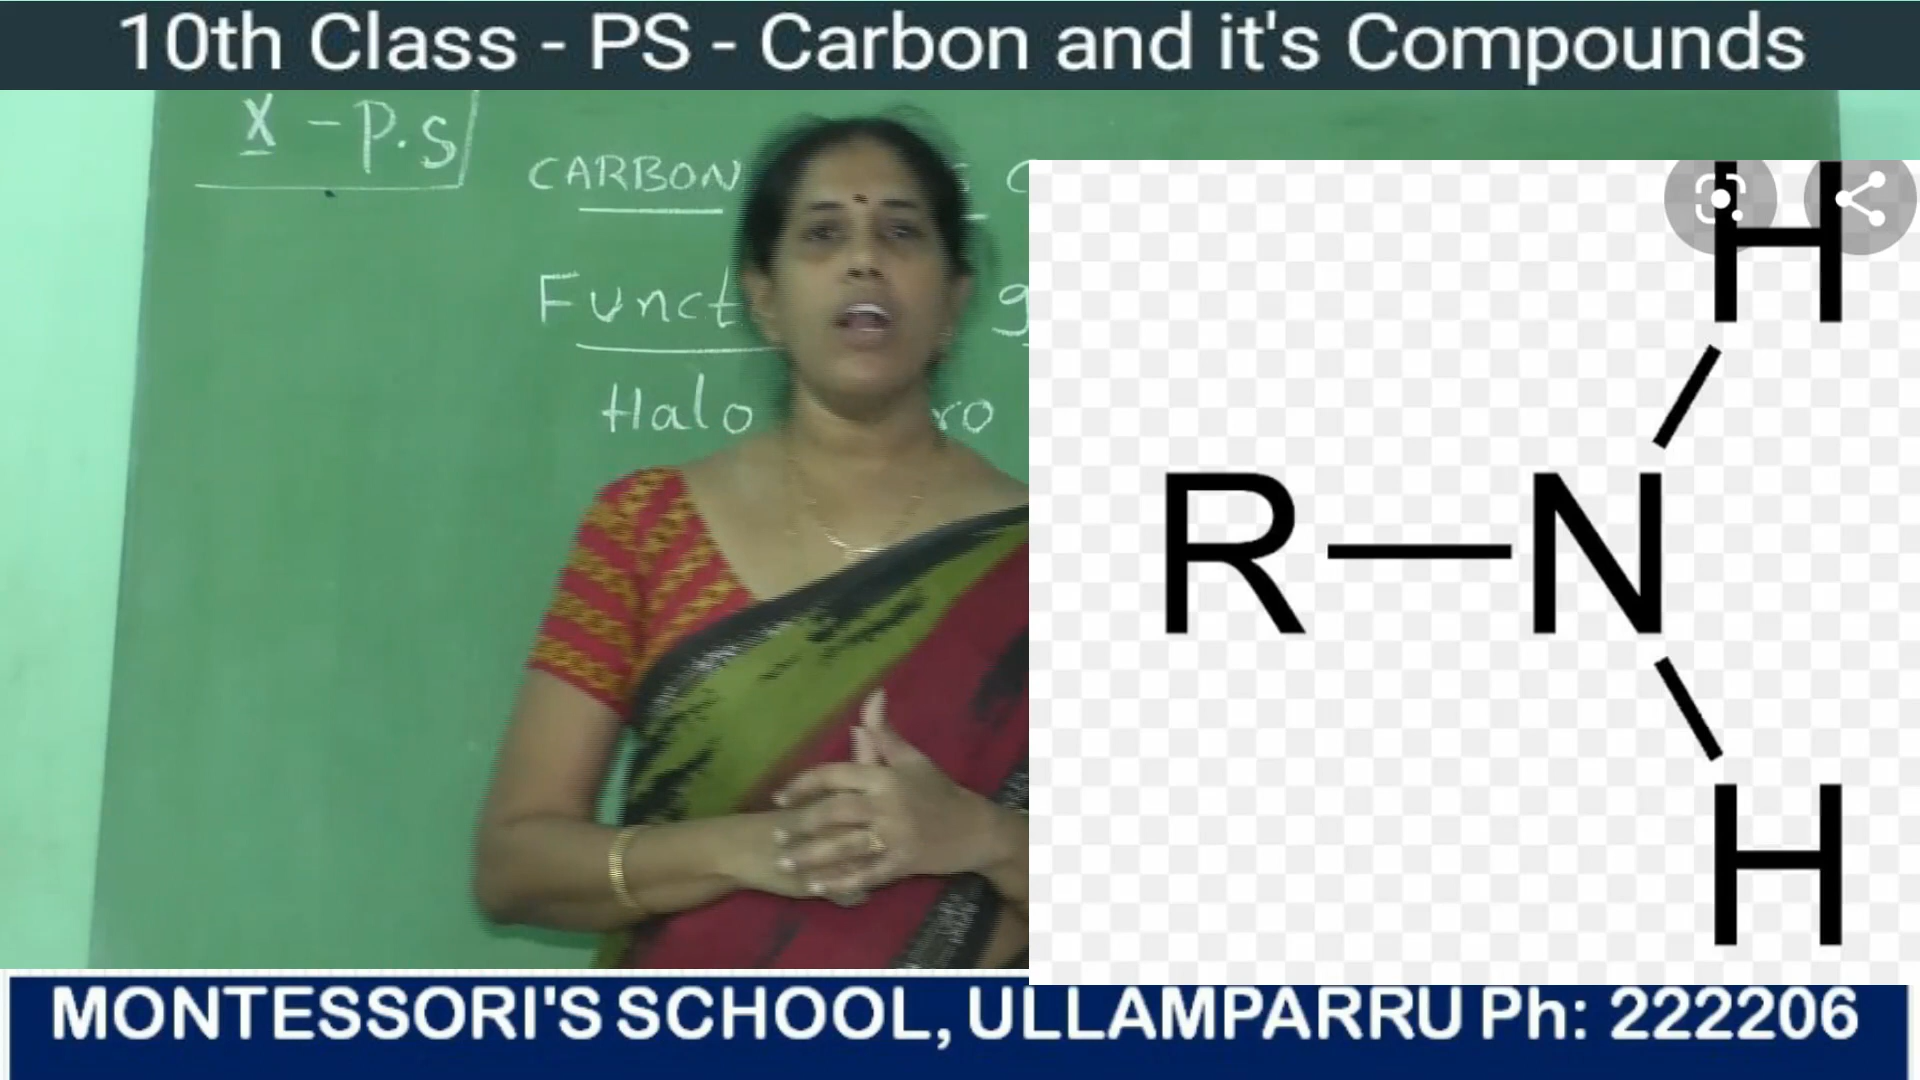 10th Class - PS - Carbon and it's Compounds
X - P.S
CARBON
Funct
Halo
H
R—N
H
MONTESSORI'S SCHOOL, ULLAMPARRU Ph: 222206